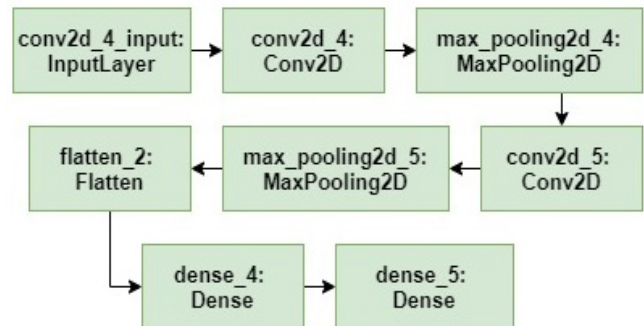 conv2d_4_input:
InputLayer
conv2d_4:
Conv2D
max_pooling2d_4:
MaxPooling2D
flatten_2:
Flatten
max_pooling2d_5:
MaxPooling2D
conv2d_5:
Conv2D
dense_4:
Dense
dense_5:
Dense